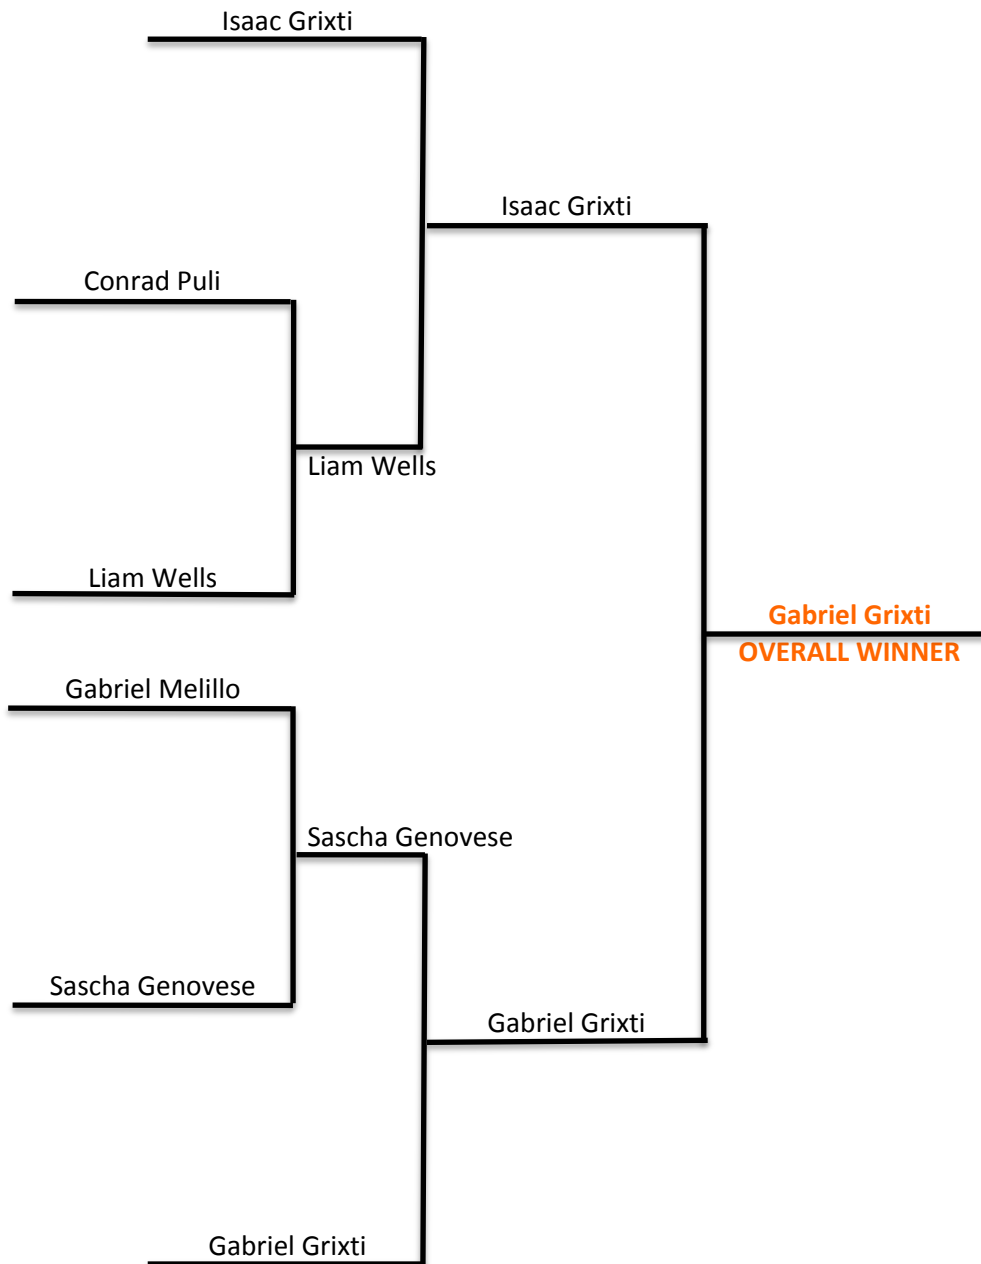 Isaac Grixti
Isaac Grixti
Conrad Puli
Liam Wells
Liam Wells
Gabriel Grixti
OVERALL WINNER
Gabriel Melillo
Sascha Genovese
Sascha Genovese
Gabriel Grixti
Gabriel Grixti